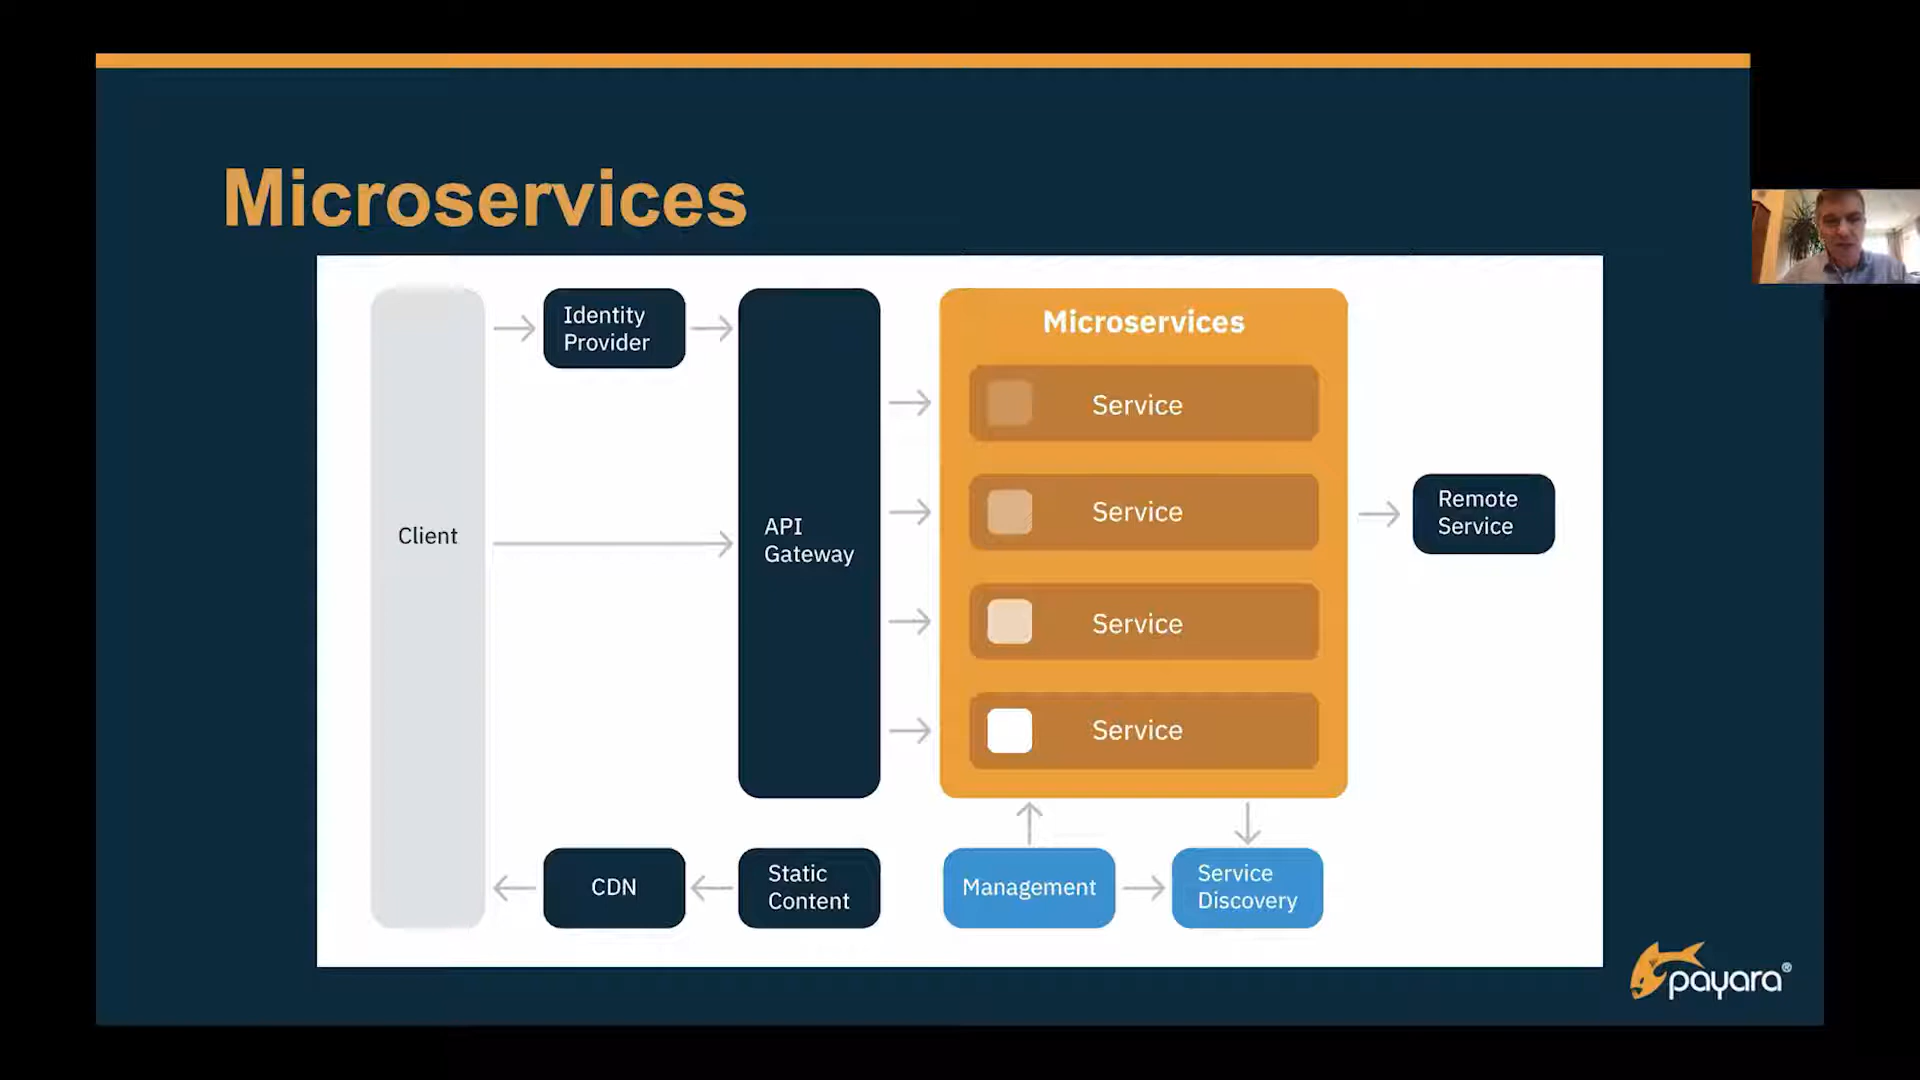 Microservices
Identity
Provider
Microservices
Service
Service
Remote
Service
Client
API
Gateway
Service
Service
CDN
Static
Content
Management
Service
Discovery
payara®